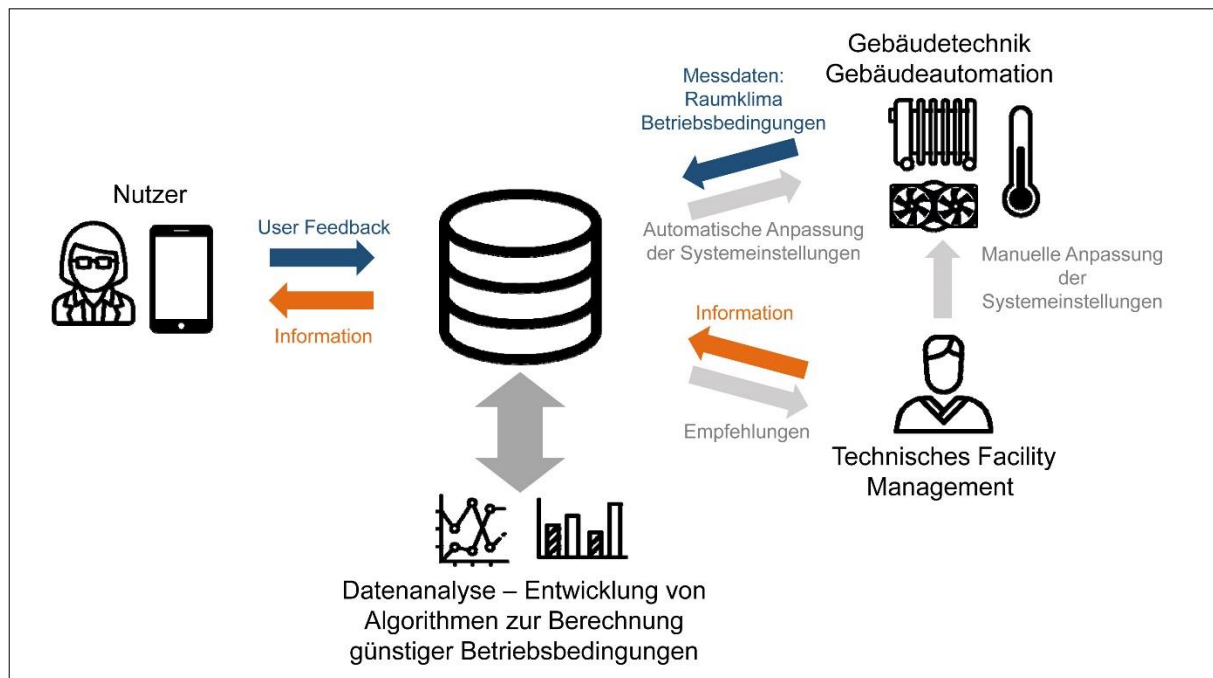 Gebäudetechnik
Gebäudeautomation
Messdaten:
Raumklima
Betriebsbedingungen
Nutzer
User Feedback
Information
Automatische Anpassung
der Systemeinstellungen
Manuelle Anpassung
der
Systemeinstellungen
Information
Empfehlungen
Technisches Facility
Management
Datenanalyse – Entwicklung von
Algorithmen zur Berechnung
günstiger Betriebsbedingungen